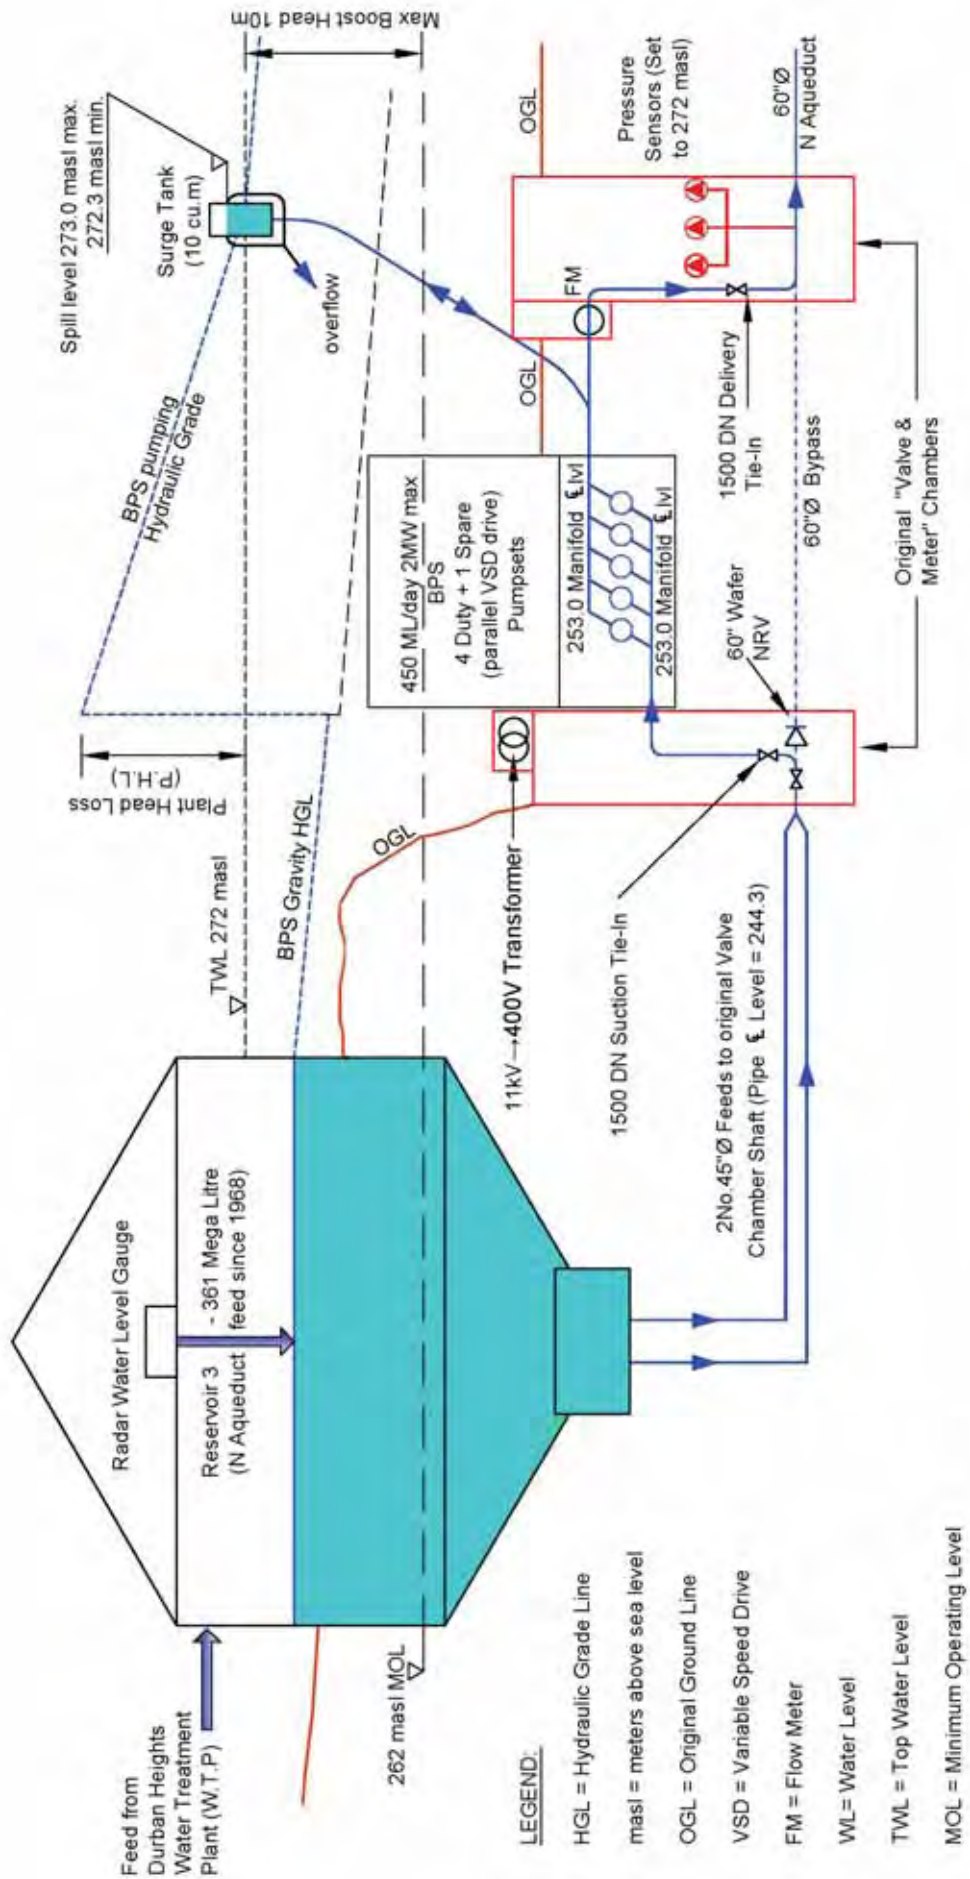 Feed from
Durban Heights
Water Treatment
Plant (W.T.P)
Radar Water Level Gauge
Reservoir 3 - 361 Mega Litre
(N Aqueduct feed since 1968)
262 masl MOL
TWL 272 masl
BPS Gravity HGL
OGL
Plant Head Loss
(P.H.L)
BPS pumping
Hydraulic Grade
Spill level 273.0 masl max.
272.3 masl min.
Surge Tank
(10 cu.m)
overflow
Max Boost Head 10m
450 ML/day 2MW max
BPS
4 Duty + 1 Spare
(parallel VSD drive)
Pumpsets
253.0 Manifold ℄ lvl
253.0 Manifold ℄ lvl
OGL
FM
OGL
Pressure
Sensors (Set
to 272 masl)
60"Ø
N Aqueduct
11kV→400V Transformer
1500 DN Suction Tie-In
2No.45"Ø Feeds to original Valve
Chamber Shaft (Pipe ℄ Level = 244.3)
60" Wafer
NRV
1500 DN Delivery
Tie-In
60"Ø Bypass
Original "Valve &
Meter" Chambers
LEGEND:
HGL = Hydraulic Grade Line
masl = meters above sea level
OGL = Original Ground Line
VSD = Variable Speed Drive
FM = Flow Meter
WL= Water Level
TWL = Top Water Level
MOL = Minimum Operating Level